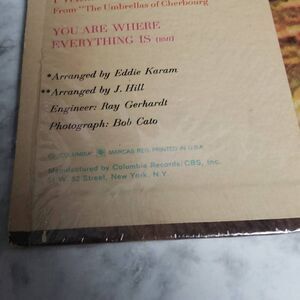 From "The Umbrellas of Cherbourg
YOU ARE WHERE
EVERYTHING IS (BMI)
*Arranged by Eddie Karam
**Arranged by J. Hill
Engineer: Ray Gerhardt
Photograph: Bob Cato
COLUMBIA MARCAS REG. PRINTED IN U.S.A.
Manufactured by Columbia Records/CBS, Inc.
51 W. 52 Street, New York, N.Y.